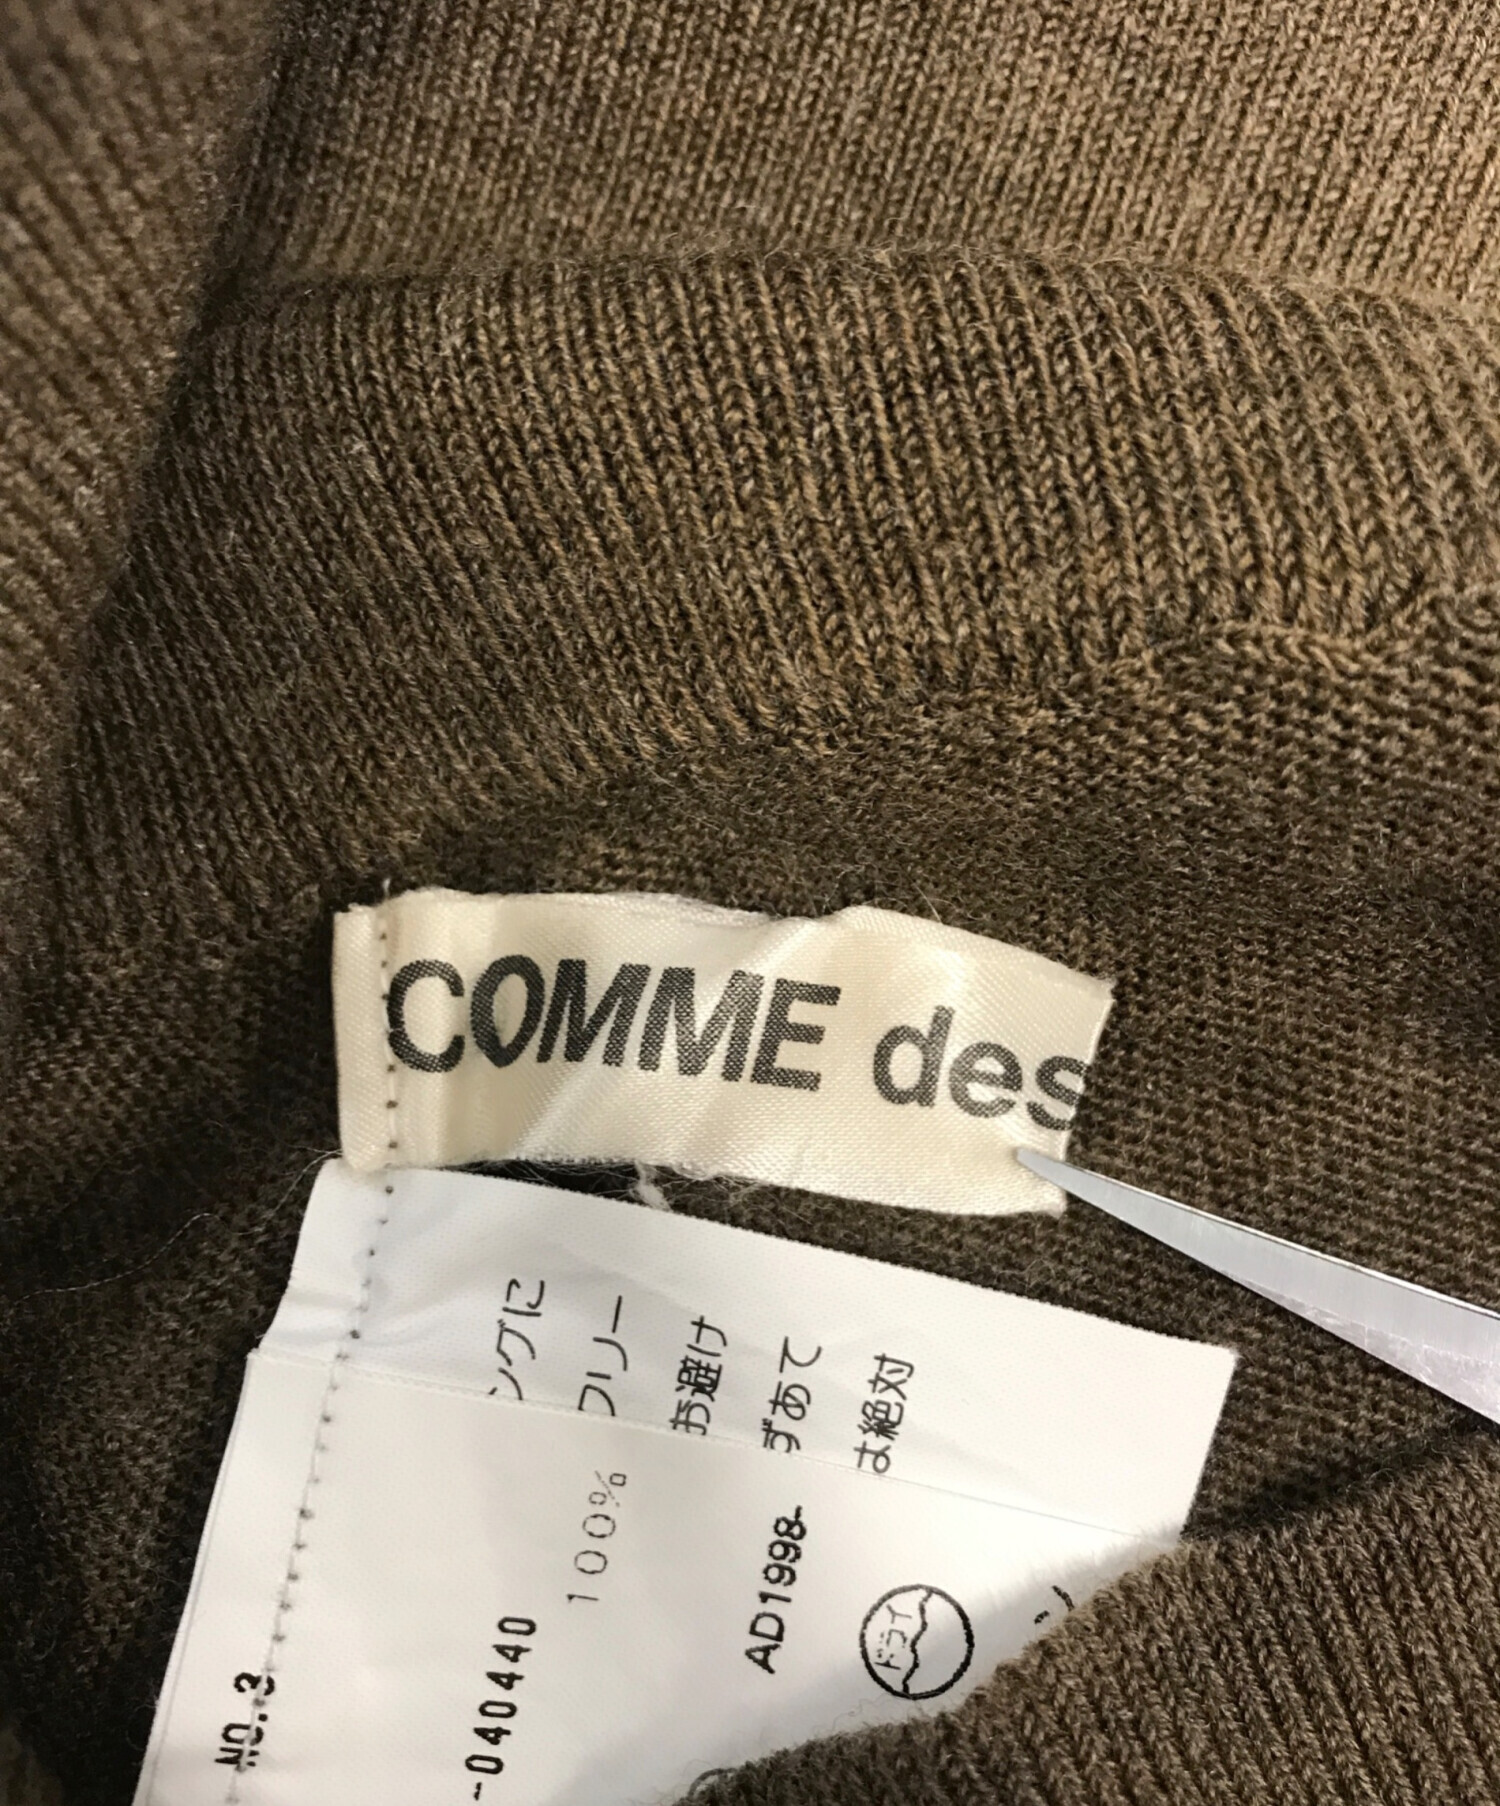 COMME des
ングに
フリー
お避け
ずあて
は絶対
NO.3
-040440
100%
AD1998
ドライ